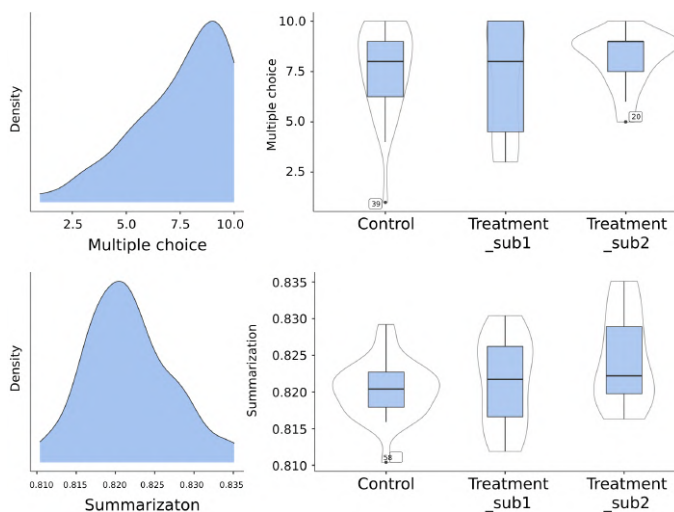 Density
2.5 5.0 7.5 10.0
Multiple choice
Multiple choice
10.0
7.5
5.0
2.5
39
20
Control
Treatment
_sub1
Treatment
_sub2
Density
0.810 0.815 0.820 0.825 0.830 0.835
Summarizaton
Summarization
0.835
0.830
0.825
0.820
0.815
0.810
58
Control
Treatment
_sub1
Treatment
_sub2